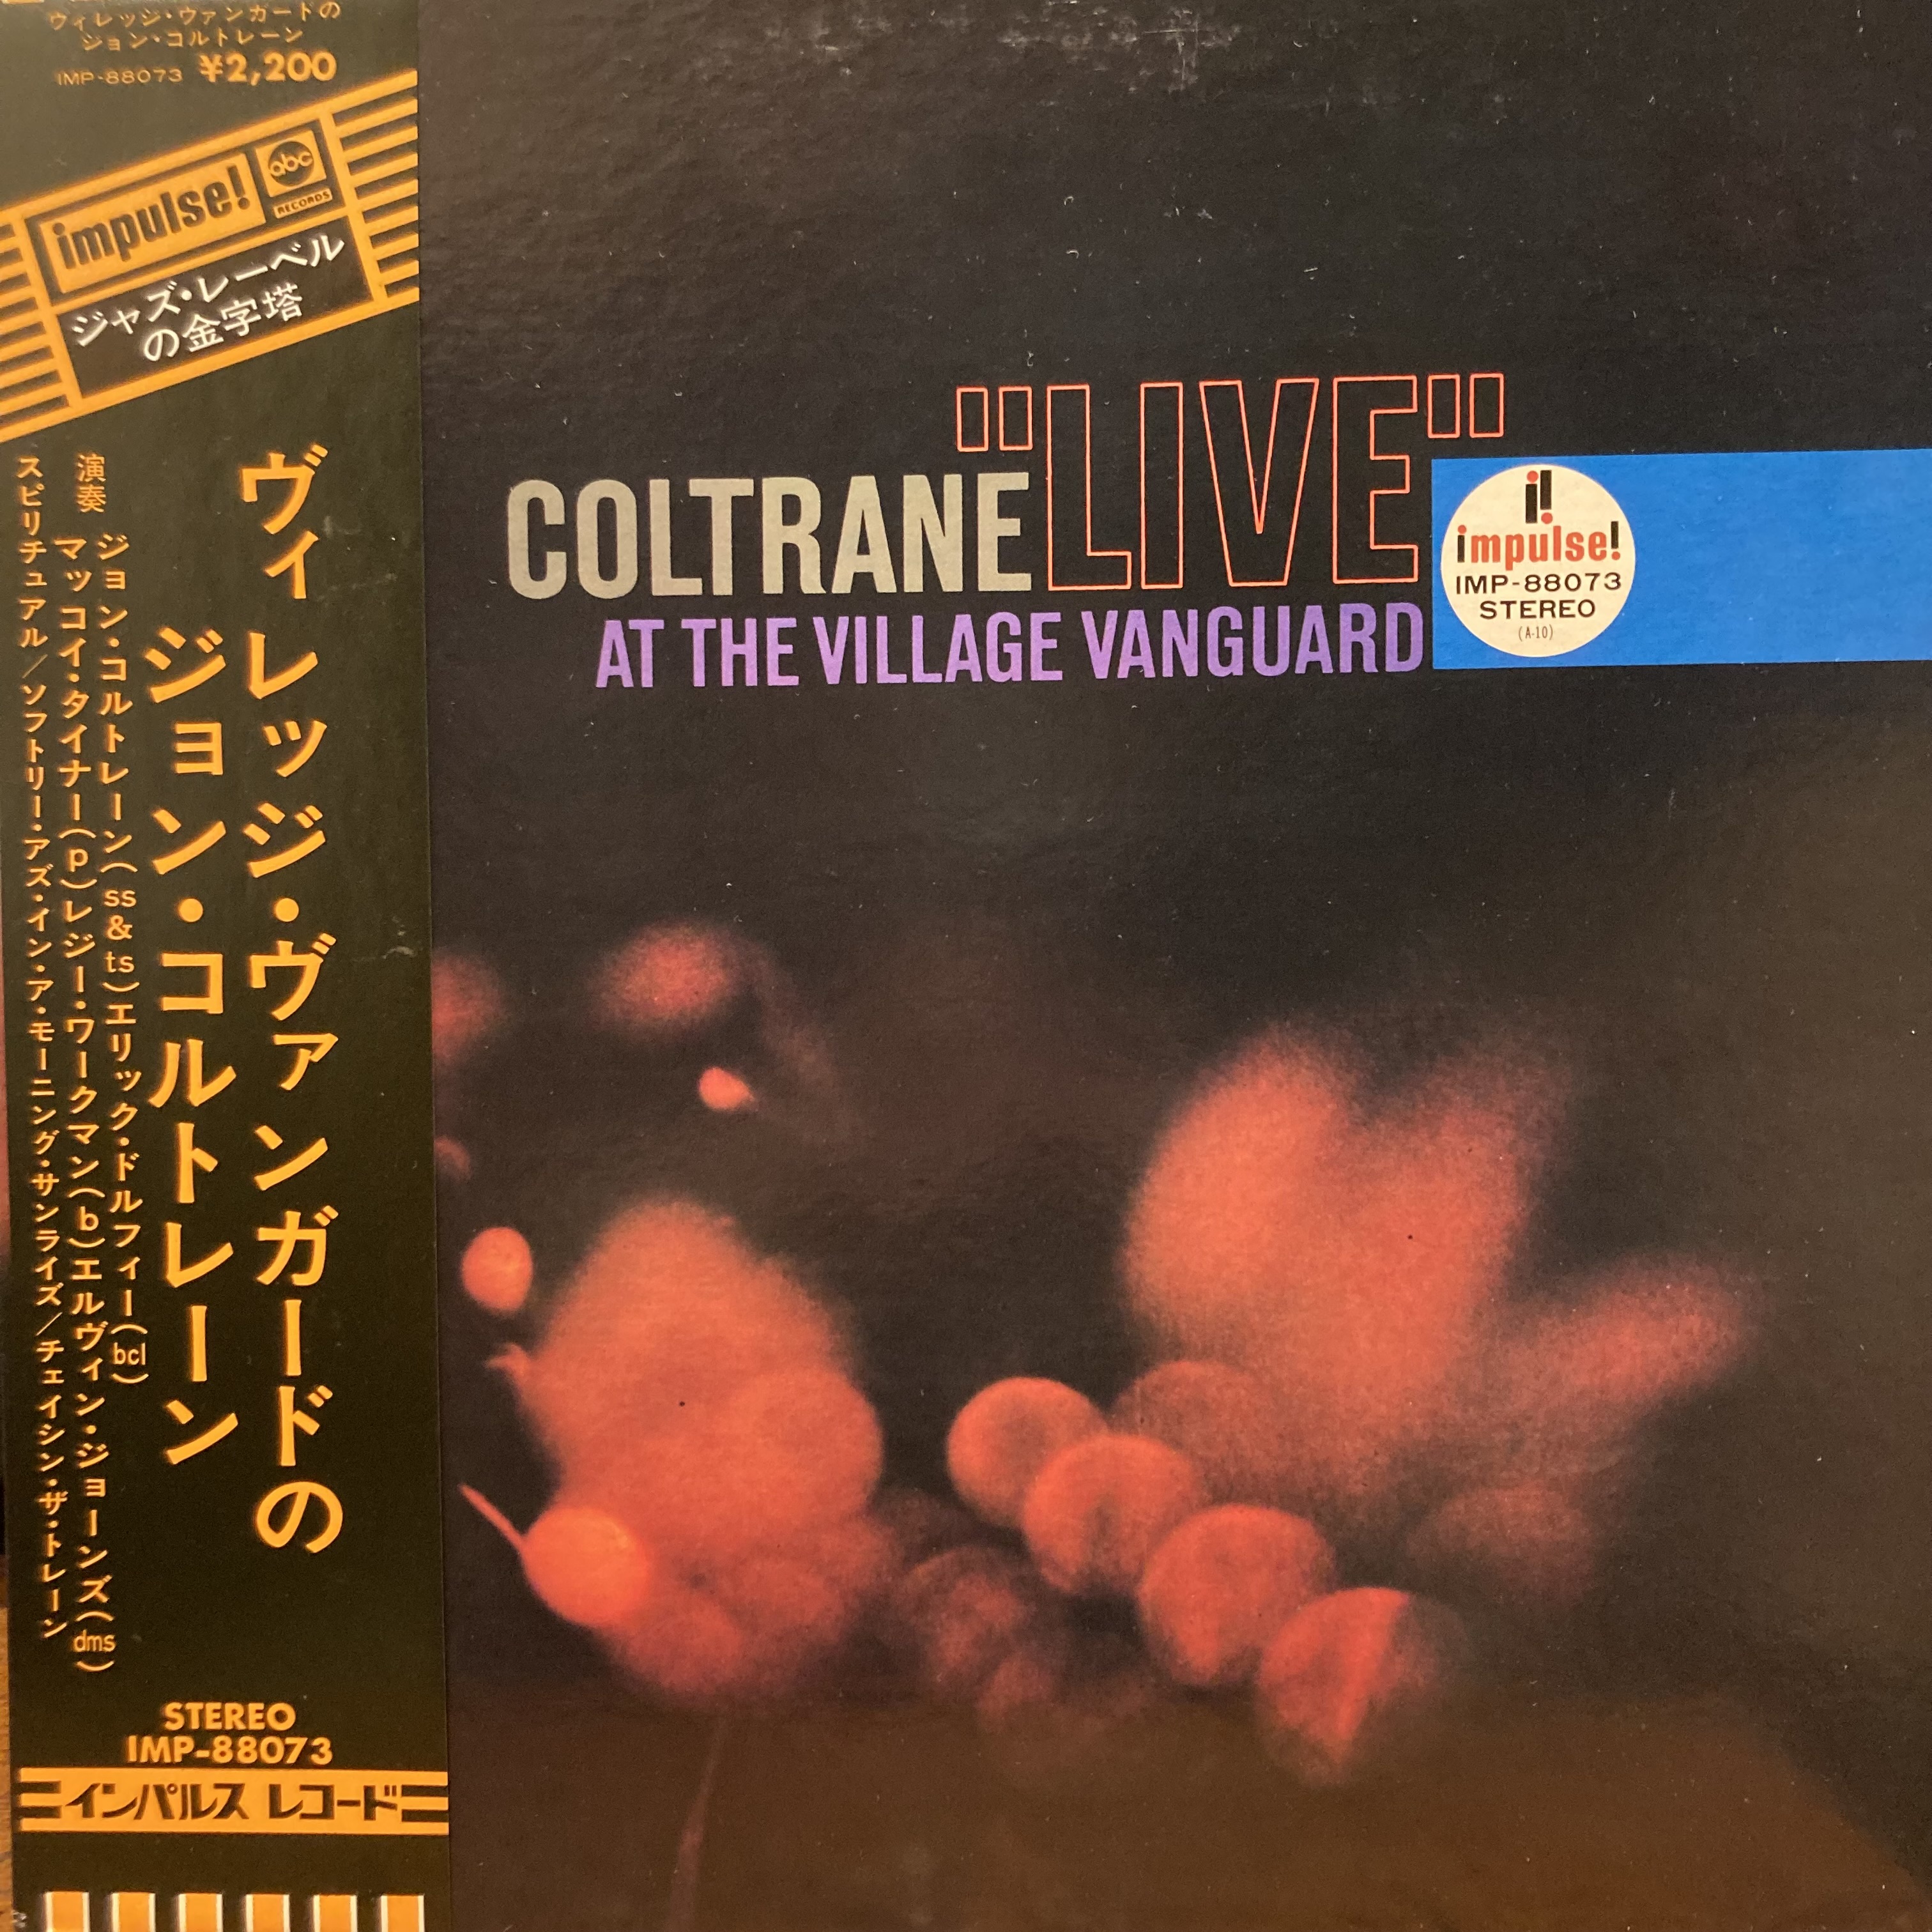 ヴィレッジ・ヴァンガードの
ジョン・コルトレーン
IMP-88073 ¥2,200
impulse!
abc
RECORDS
ジャズ・レーベル
の金字塔
ヴィレッジ・ヴァンガードの
ジョン・コルトレーン
演奏
ジョン・コルトレーン(ss&ts)エリック・ドルフィー(bcl)
マッコイ・タイナー(p)レジー・ワークマン(b)エルヴィン・ジョーンズ(dms)
スピリチュアル/ソフトリー・アズ・イン・ア・モーニング・サンライズ/チェイシン・ザ・トレーン
STEREO
IMP-88073
インパルス レコード
COLTRANE "LIVE"
AT THE VILLAGE VANGUARD
i!
impulse!
IMP-88073
STEREO
(A-10)